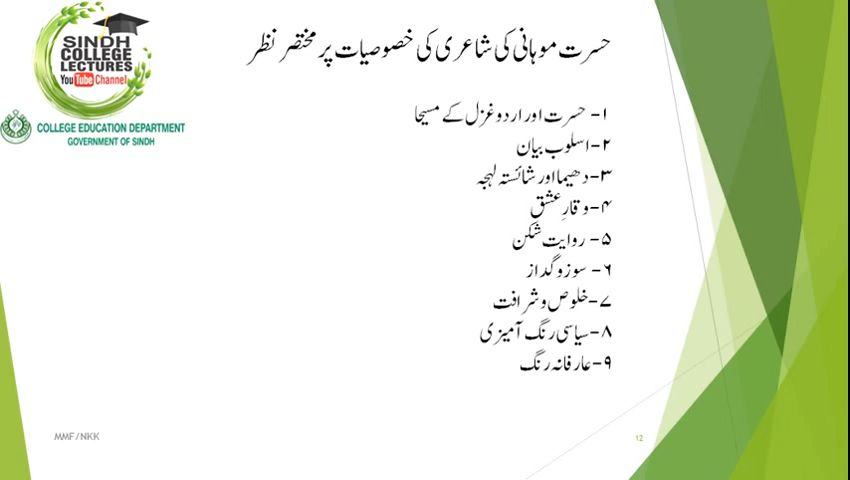 SINDH
COLLEGE
LECTURES
YouTube Channel
COLLEGE EDUCATION DEPARTMENT
GOVERNMENT OF SINDH
حسرت موہانی کی شاعری کی خصوصیات پر مختصر نظر
۱- حسرت اور اردو غزل کے مسیحا
۲-اسلوب بیان
۳-دھیما اور شائستہ لہجہ
۴-وقارِ عشق
۵- روایت شکن
۶- سوز و گداز
۷-خلوص و شرافت
۸-سیاسی رنگ آمیزی
۹-عارفانہ رنگ
MMF/NKK
12